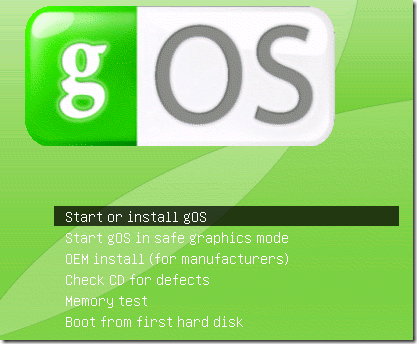 gOS
Start or install gOS
Start gOS in safe graphics mode
OEM install (for manufacturers)
Check CD for defects
Memory test
Boot from first hard disk